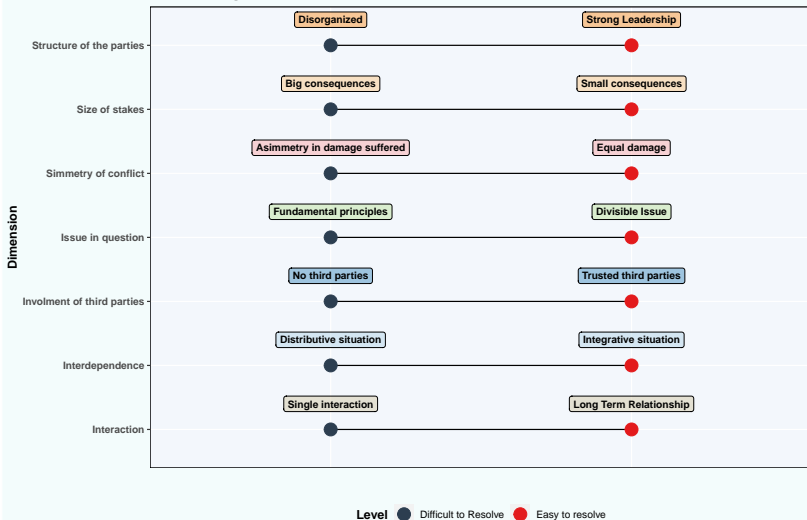 Disorganized
Strong Leadership
Structure of the parties
Big consequences
Small consequences
Size of stakes
Asimmetry in damage suffered
Equal damage
Simmetry of conflict
Fundamental principles
Divisible Issue
Issue in question
No third parties
Trusted third parties
Involment of third parties
Distributive situation
Integrative situation
Interdependence
Single interaction
Long Term Relationship
Interaction
Dimension
Level Difficult to Resolve Easy to resolve